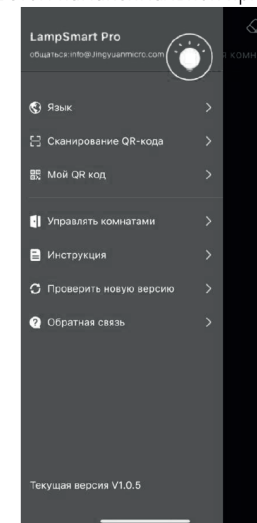 LampSmart Pro
общаться:info@Jingyuanmicro.com
я комн
Язык
Сканирование QR-кода
Мой QR код
Управлять комнатами
Инструкция
Проверить новую версию
Обратная связь
Текущая версия V1.0.5